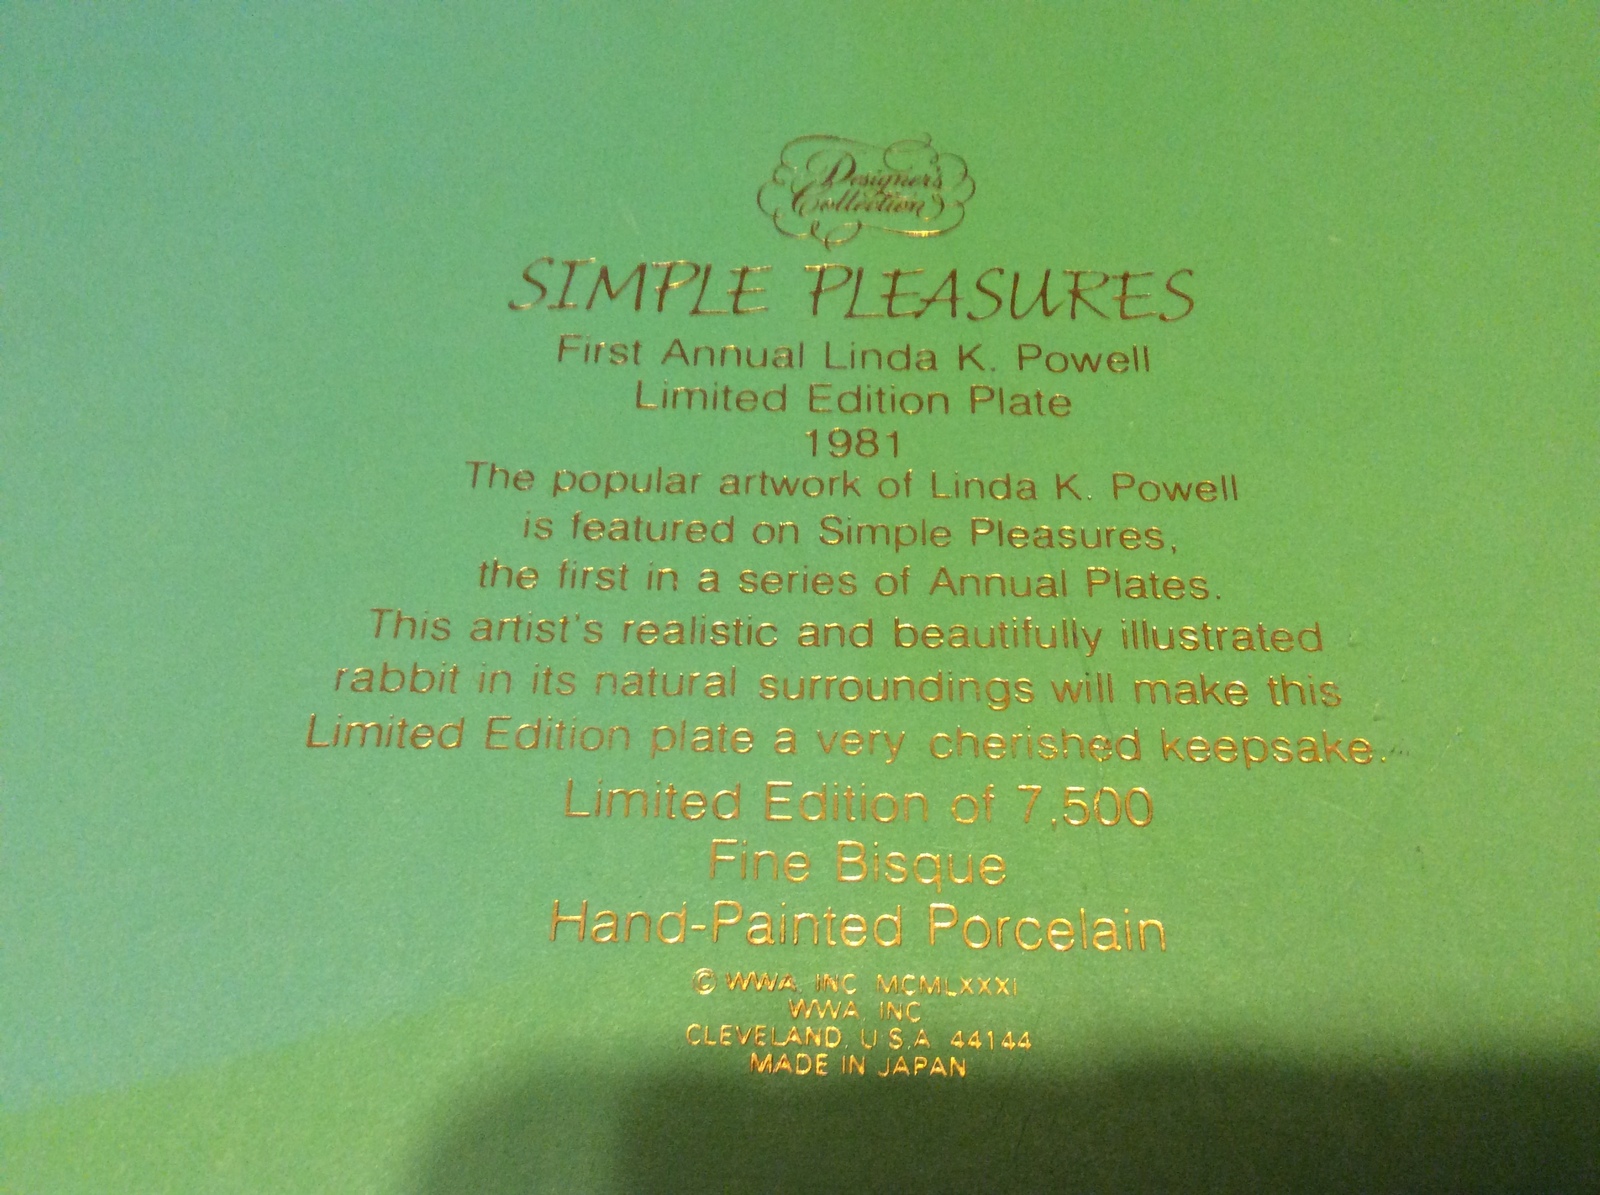 Designer's
Collection
SIMPLE PLEASURES
First Annual Linda K. Powell
Limited Edition Plate
1981
The popular artwork of Linda K. Powell
is featured on Simple Pleasures,
the first in a series of Annual Plates.
This artist's realistic and beautifully illustrated
rabbit in its natural surroundings will make this
Limited Edition plate a very cherished keepsake.
Limited Edition of 7,500
Fine Bisque
Hand-Painted Porcelain
© WWA, INC MCMLXXXI
WWA, INC
CLEVELAND, U.S.A 44144
MADE IN JAPAN